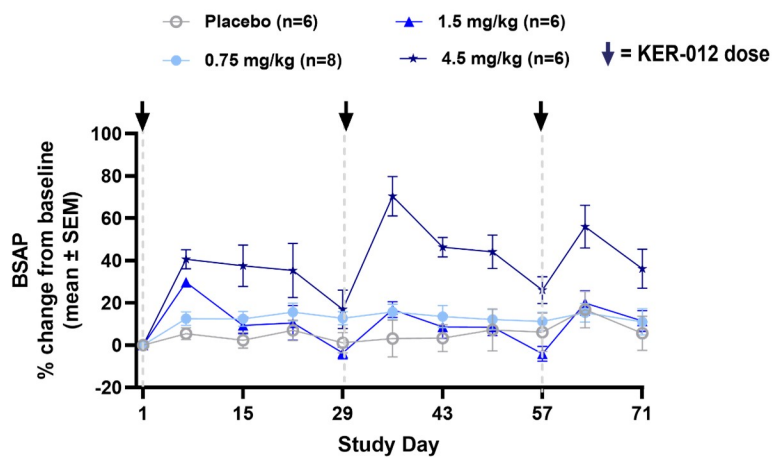 Placebo (n=6)
1.5 mg/kg (n=6)
0.75 mg/kg (n=8)
4.5 mg/kg (n=6)
= KER-012 dose
BSAP
% change from baseline
(mean ± SEM)
100
80
60
40
20
0
-20
1
15
29
43
57
71
Study Day